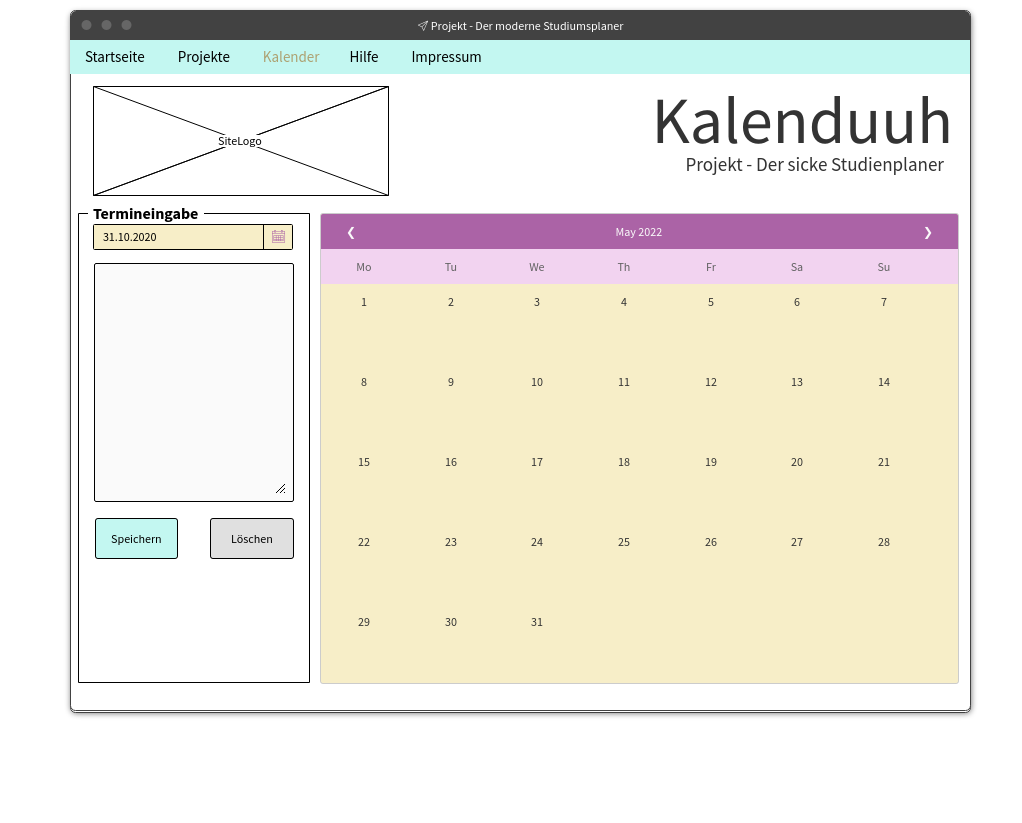 Projekt - Der moderne Studiumsplaner
Startseite Projekte Kalender Hilfe Impressum
SiteLogo
Kalenduuh
Projekt - Der sicke Studienplaner
Termineingabe
31.10.2020
Speichern Löschen
❮ May 2022 ❯
Mo Tu We Th Fr Sa Su
1 2 3 4 5 6 7
8 9 10 11 12 13 14
15 16 17 18 19 20 21
22 23 24 25 26 27 28
29 30 31